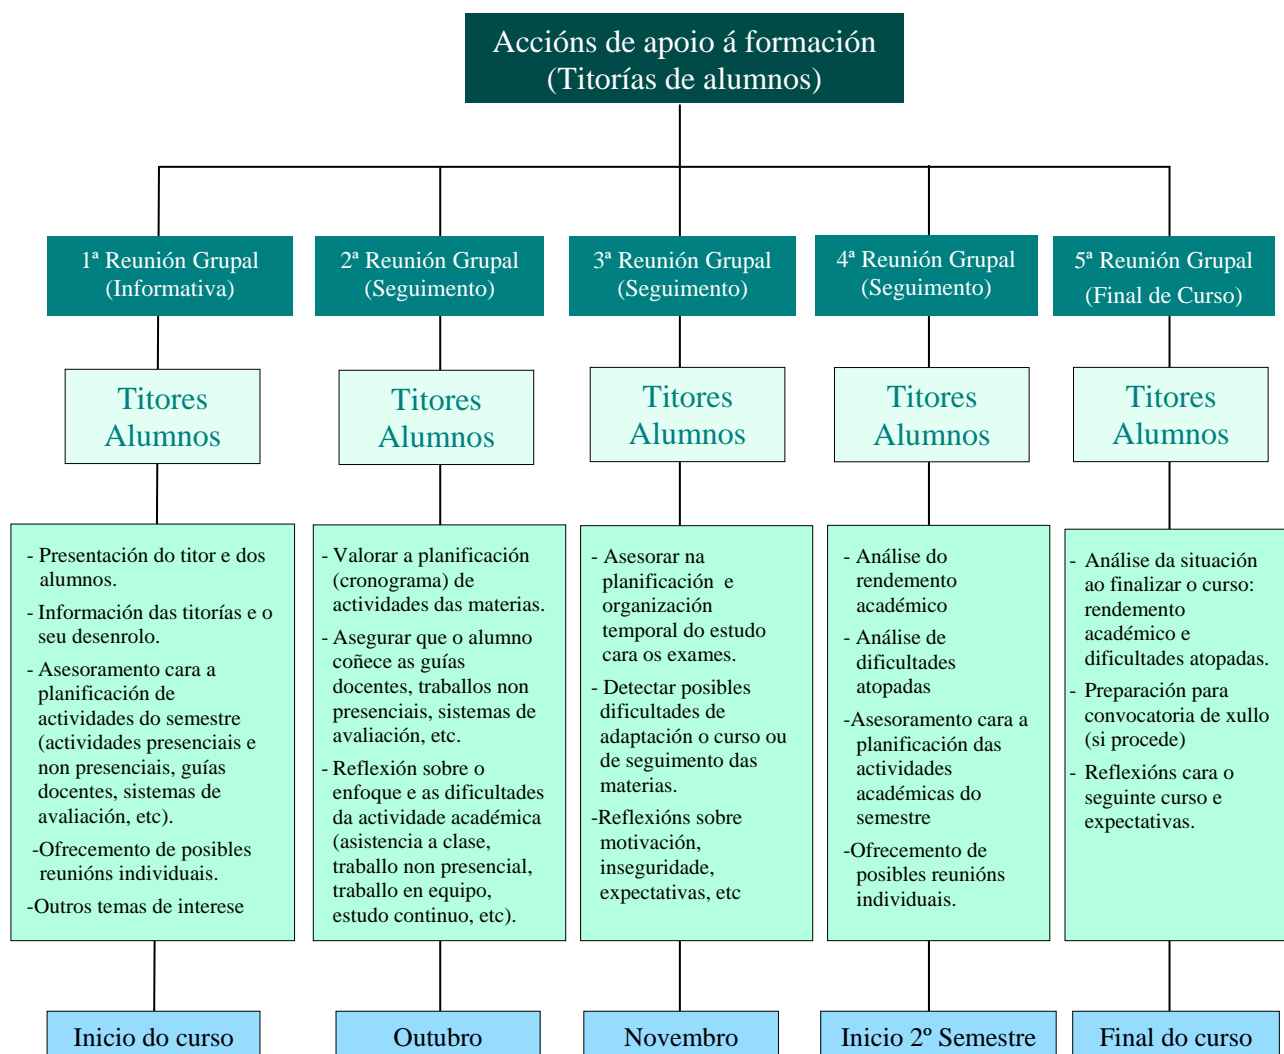 Accións de apoio á formación
(Titorías de alumnos)
1ª Reunión Grupal
(Informativa)
2ª Reunión Grupal
(Seguimento)
3ª Reunión Grupal
(Seguimento)
4ª Reunión Grupal
(Seguimento)
5ª Reunión Grupal
(Final de Curso)
Titores
Alumnos
Titores
Alumnos
Titores
Alumnos
Titores
Alumnos
Titores
Alumnos
- Presentación do titor e dos
alumnos.
- Información das titorías e o
seu desenrolo.
- Asesoramento cara a
planificación de
actividades do semestre
(actividades presenciais e
non presenciais, guías
docentes, sistemas de
avaliación, etc).
-Ofrecemento de posibles
reunións individuais.
-Outros temas de interese
- Valorar a planificación
(cronograma) de
actividades das materias.
- Asegurar que o alumno
coñece as guías
docentes, traballos non
presenciais, sistemas de
avaliación, etc.
- Reflexión sobre o
enfoque e as dificultades
da actividade académica
(asistencia a clase,
traballo non presencial,
traballo en equipo,
estudo continuo, etc).
- Asesorar na
planificación e
organización
temporal do estudo
cara os exames.
- Detectar posibles
dificultades de
adaptación o curso ou
de seguimento das
materias.
-Reflexións sobre
motivación,
inseguridade,
expectativas, etc
- Análise do
rendemento
académico
- Análise de
dificultades
atopadas
-Asesoramento cara a
planificación das
actividades
académicas do
semestre
-Ofrecemento de
posibles reunións
individuais.
- Análise da situación
ao finalizar o curso:
rendemento
académico e
dificultades atopadas.
- Preparación para
convocatoria de xullo
(si procede)
- Reflexións cara o
seguinte curso e
expectativas.
Inicio do curso
Outubro
Novembro
Inicio 2º Semestre
Final do curso